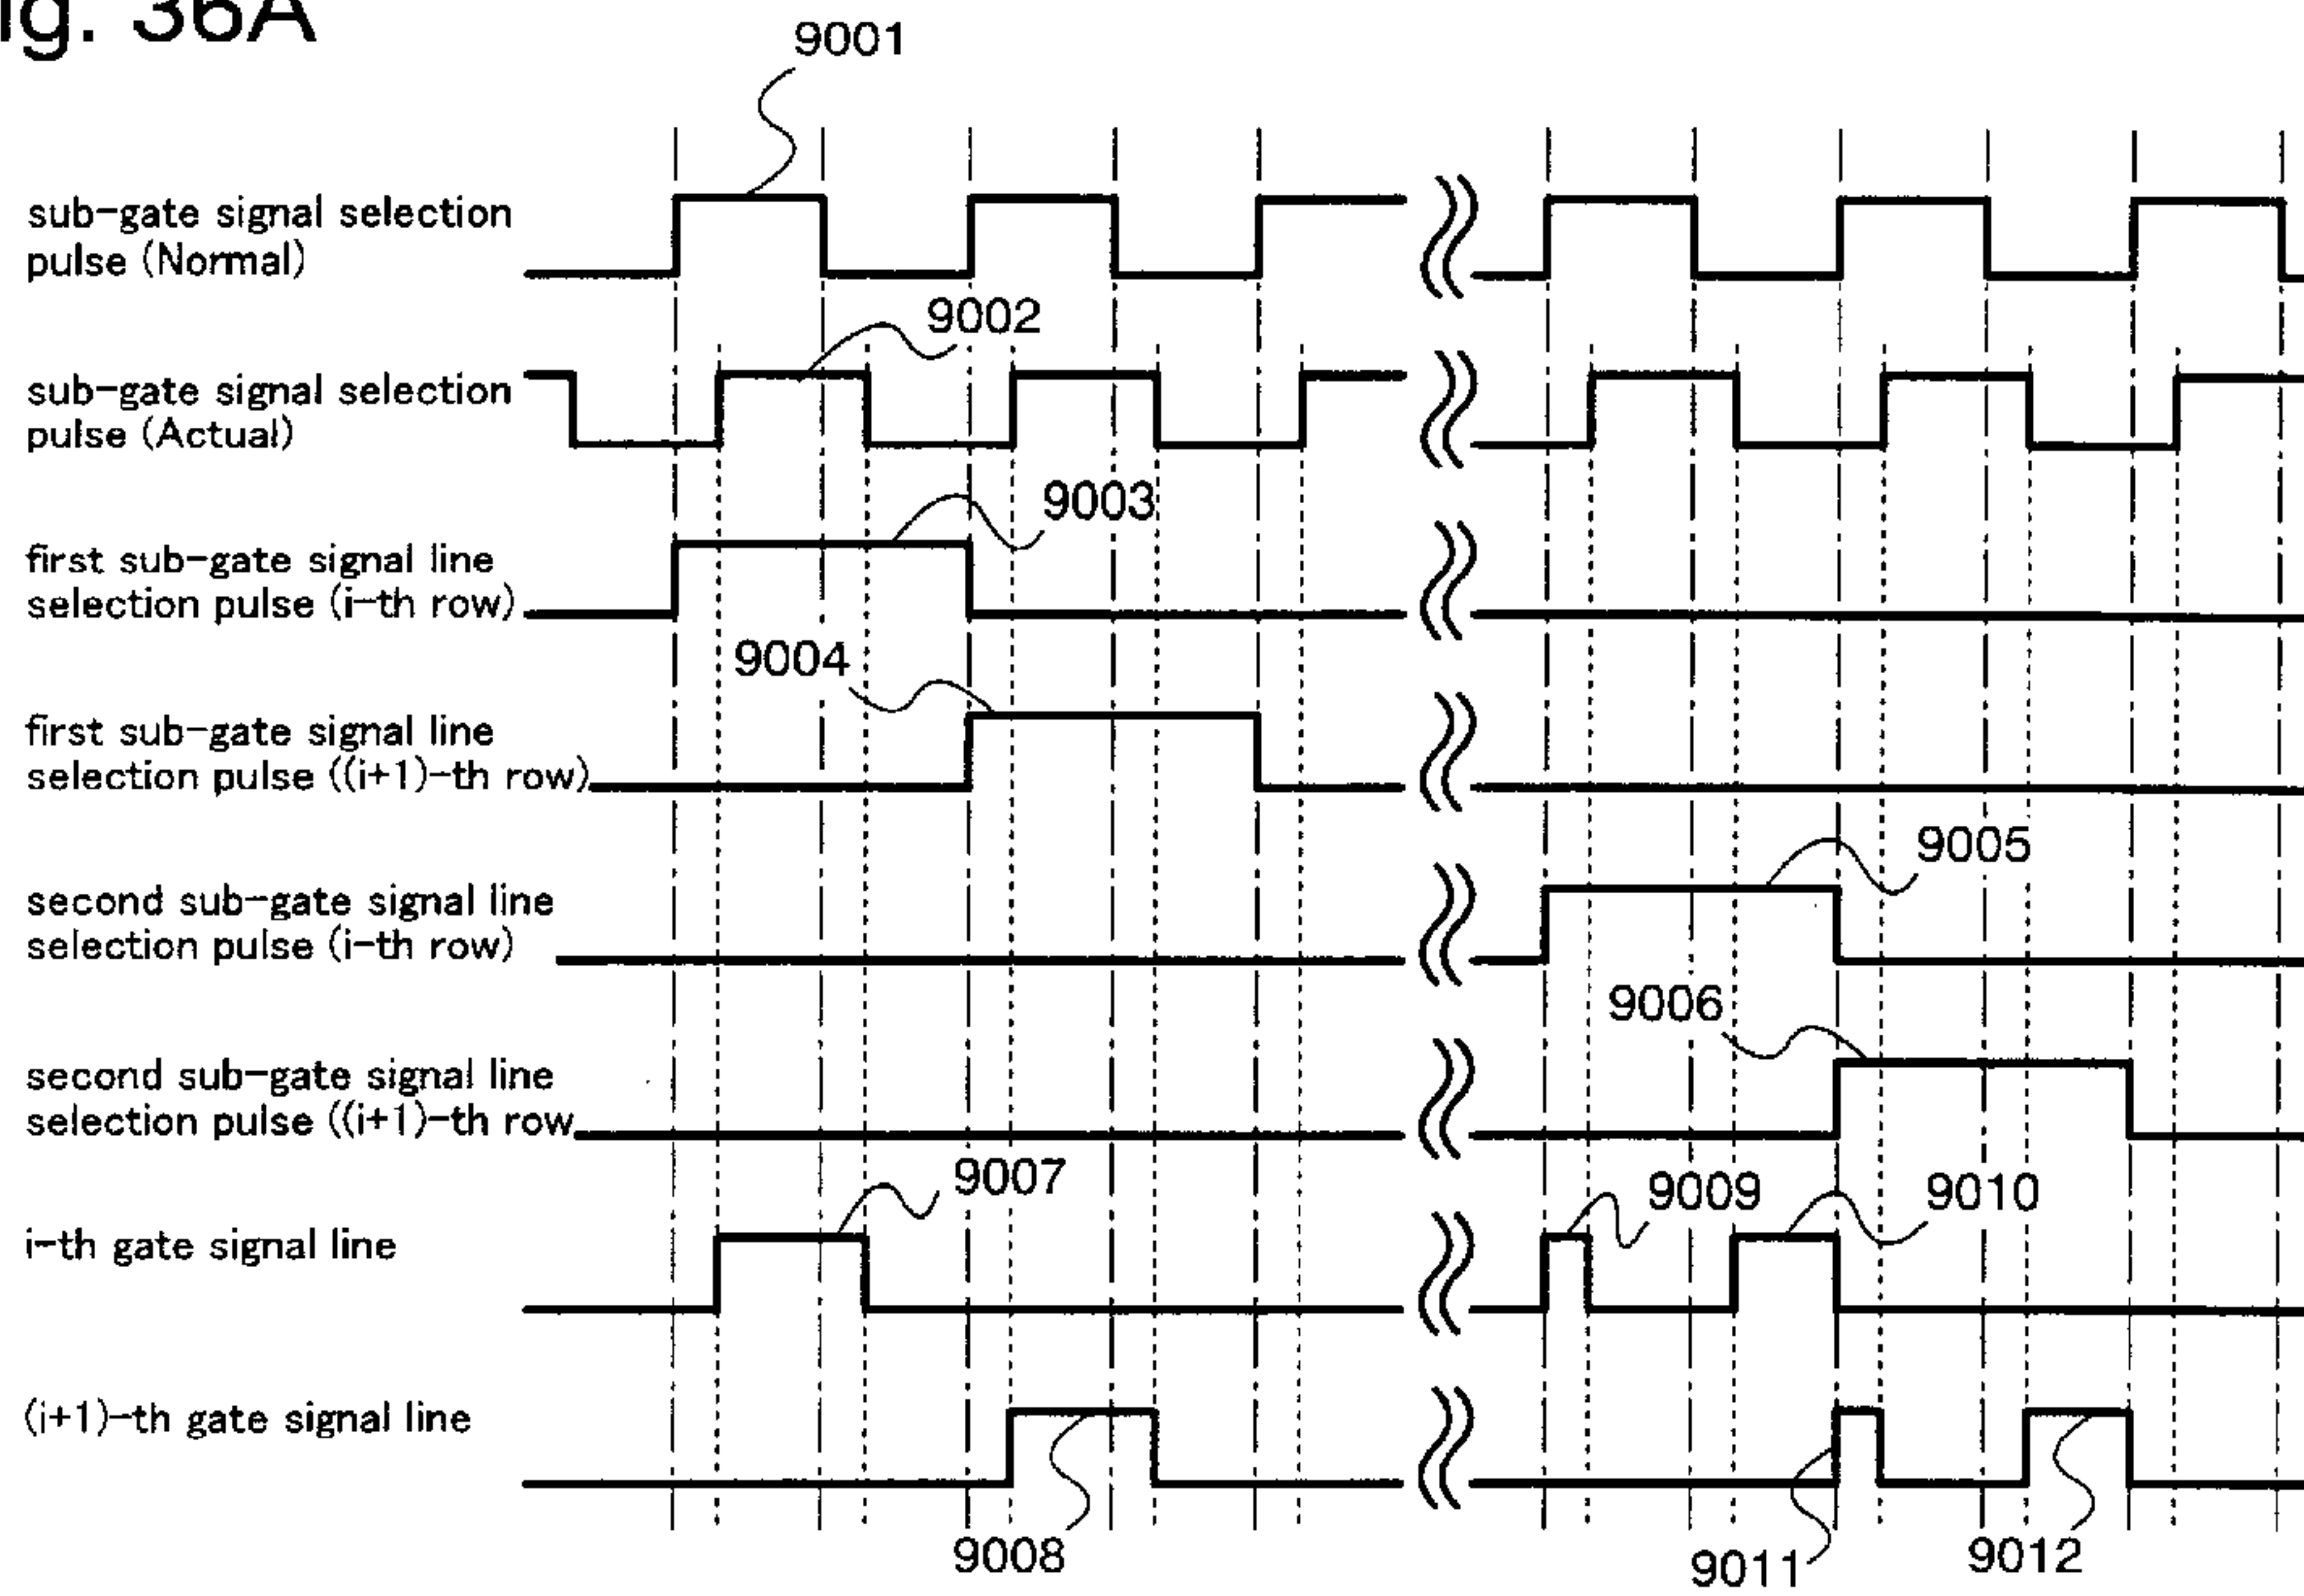 ig. 36A
9001
sub-gate signal selection
pulse (Normal)
9002
sub-gate signal selection
pulse (Actual)
9003
first sub-gate signal line
selection pulse (i-th row)
9004
first sub-gate signal line
selection pulse ((i+1)-th row)
9005
second sub-gate signal line
selection pulse (i-th row)
9006
second sub-gate signal line
selection pulse ((i+1)-th row
9007
9009
9010
i-th gate signal line
(i+1)-th gate signal line
9008
9011
9012